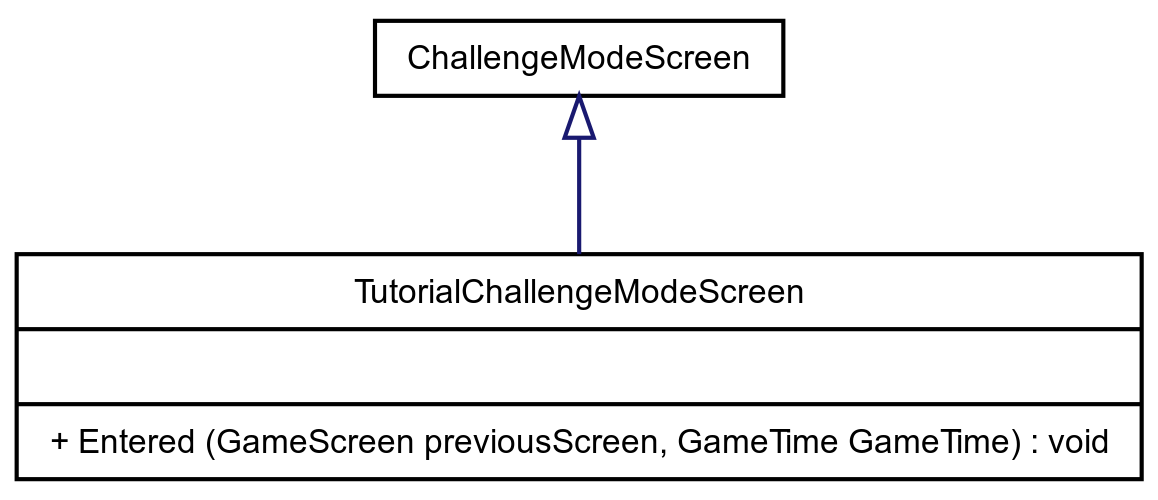 ChallengeModeScreen
TutorialChallengeModeScreen
+ Entered (GameScreen previousScreen, GameTime GameTime) : void